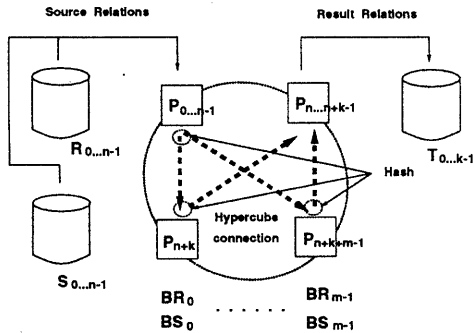 Source Relations
Result Relations
P0...n-1
Pn...n+k-1
R0...n-1
T0...k-1
Hash
Hypercube
connection
Pn+k
Pn+k+m-1
S0...n-1
BR0 . . . . . . BRm-1
BS0
BSm-1